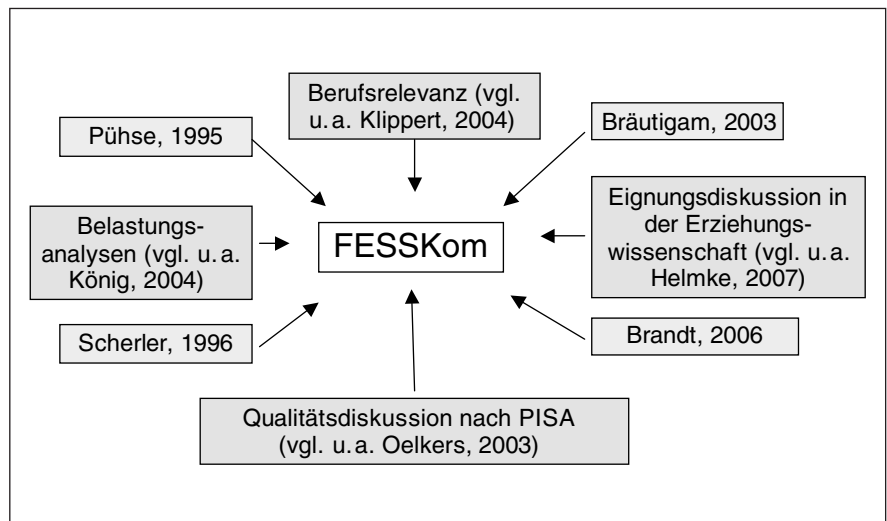 Berufsrelevanz (vgl.
u. a. Klippert, 2004)
Pühse, 1995
Bräutigam, 2003
Belastungs-
analysen (vgl. u. a.
König, 2004)
FESSKom
Eignungsdiskussion in
der Erziehungs-
wissenschaft (vgl. u. a.
Helmke, 2007)
Scherler, 1996
Brandt, 2006
Qualitätsdiskussion nach PISA
(vgl. u. a. Oelkers, 2003)